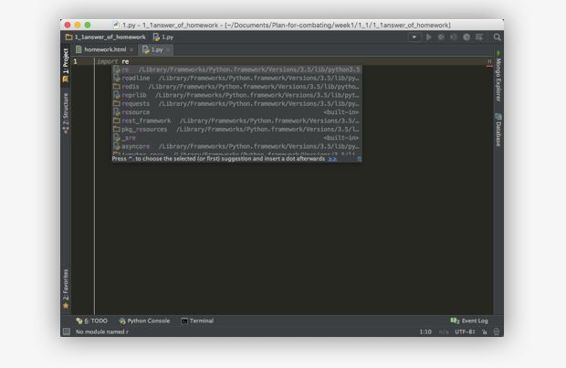 1.py - 1_1answer_of_homework - [~/Documents/Plan-for-combating/week1/1_1/1_1answer_of_homework]
1_1answer_of_homework 1.py
homework.html 1.py
1 import re
re /Library/Frameworks/Python.framework/Versions/3.5/lib/python3.5
readline /Library/Frameworks/Python.framework/Versions/3.5/lib/py…
redis /Library/Frameworks/Python.framework/Versions/3.5/lib/pytho…
reprlib /Library/Frameworks/Python.framework/Versions/3.5/lib/pyt…
requests /Library/Frameworks/Python.framework/Versions/3.5/lib/py…
resource <built-in>
rest_framework /Library/Frameworks/Python.framework/Versions/3.5/…
pkg_resources /Library/Frameworks/Python.framework/Versions/3.5/l…
_sre <built-in>
asyncore /Library/Frameworks/Python.framework/Versions/3.5/lib/py…
Press ^. to choose the selected (or first) suggestion and insert a dot afterwards >>
1: Project
7: Structure
2: Favorites
Mongo Explorer
Database
6: TODO Python Console Terminal Event Log
No module named r 1:10 n/a UTF-8